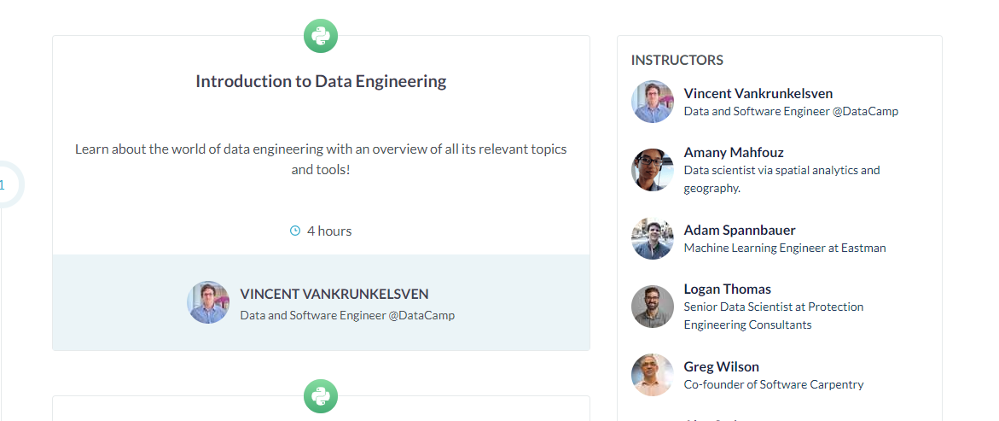 Introduction to Data Engineering
Learn about the world of data engineering with an overview of all its relevant topics
and tools!
1
4 hours
VINCENT VANKRUNKELSVEN
Data and Software Engineer @DataCamp
INSTRUCTORS
Vincent Vankrunkelsven
Data and Software Engineer @DataCamp
Amany Mahfouz
Data scientist via spatial analytics and
geography.
Adam Spannbauer
Machine Learning Engineer at Eastman
Logan Thomas
Senior Data Scientist at Protection
Engineering Consultants
Greg Wilson
Co-founder of Software Carpentry